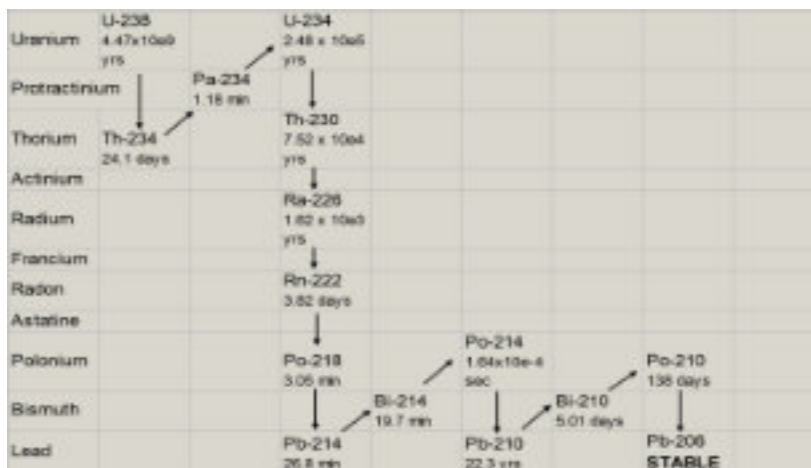 U-238 U-234
Uranium 4.47x10e9 2.48 x 10e5
yrs yrs
Pa-234
Protractinium 1.18 min
Th-230
Thorium Th-234 7.52 x 10e4
24.1 days yrs
Actinium
Ra-226
Radium 1.62 x 10e3
yrs
Francium
Rn-222
Radon 3.82 days
Astatine
Po-214
Polonium Po-218 1.64x10e-4 Po-210
3.05 min sec 138 days
Bi-214 Bi-210
Bismuth 19.7 min 5.01 days
Lead Pb-214 Pb-210 Pb-206
26.8 min 22.3 yrs STABLE